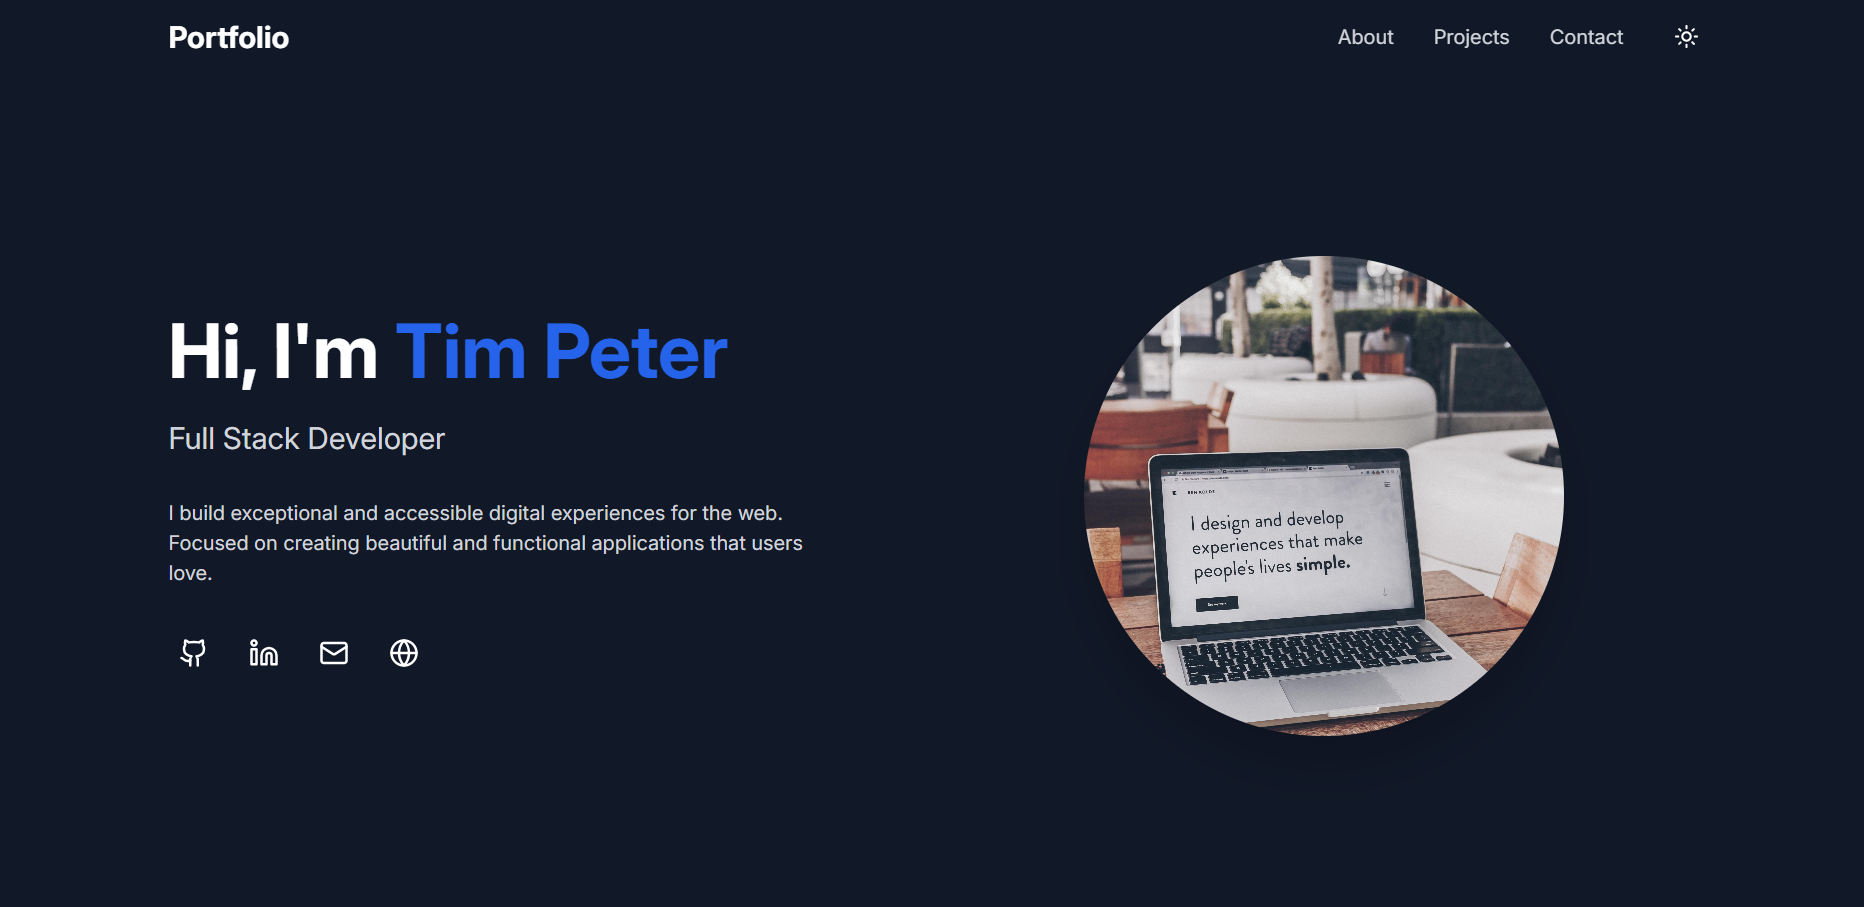 Portfolio
About Projects Contact
Hi, I'm Tim Peter
Full Stack Developer
I build exceptional and accessible digital experiences for the web.
Focused on creating beautiful and functional applications that users
love.
I design and develop
experiences that make
people's lives simple.